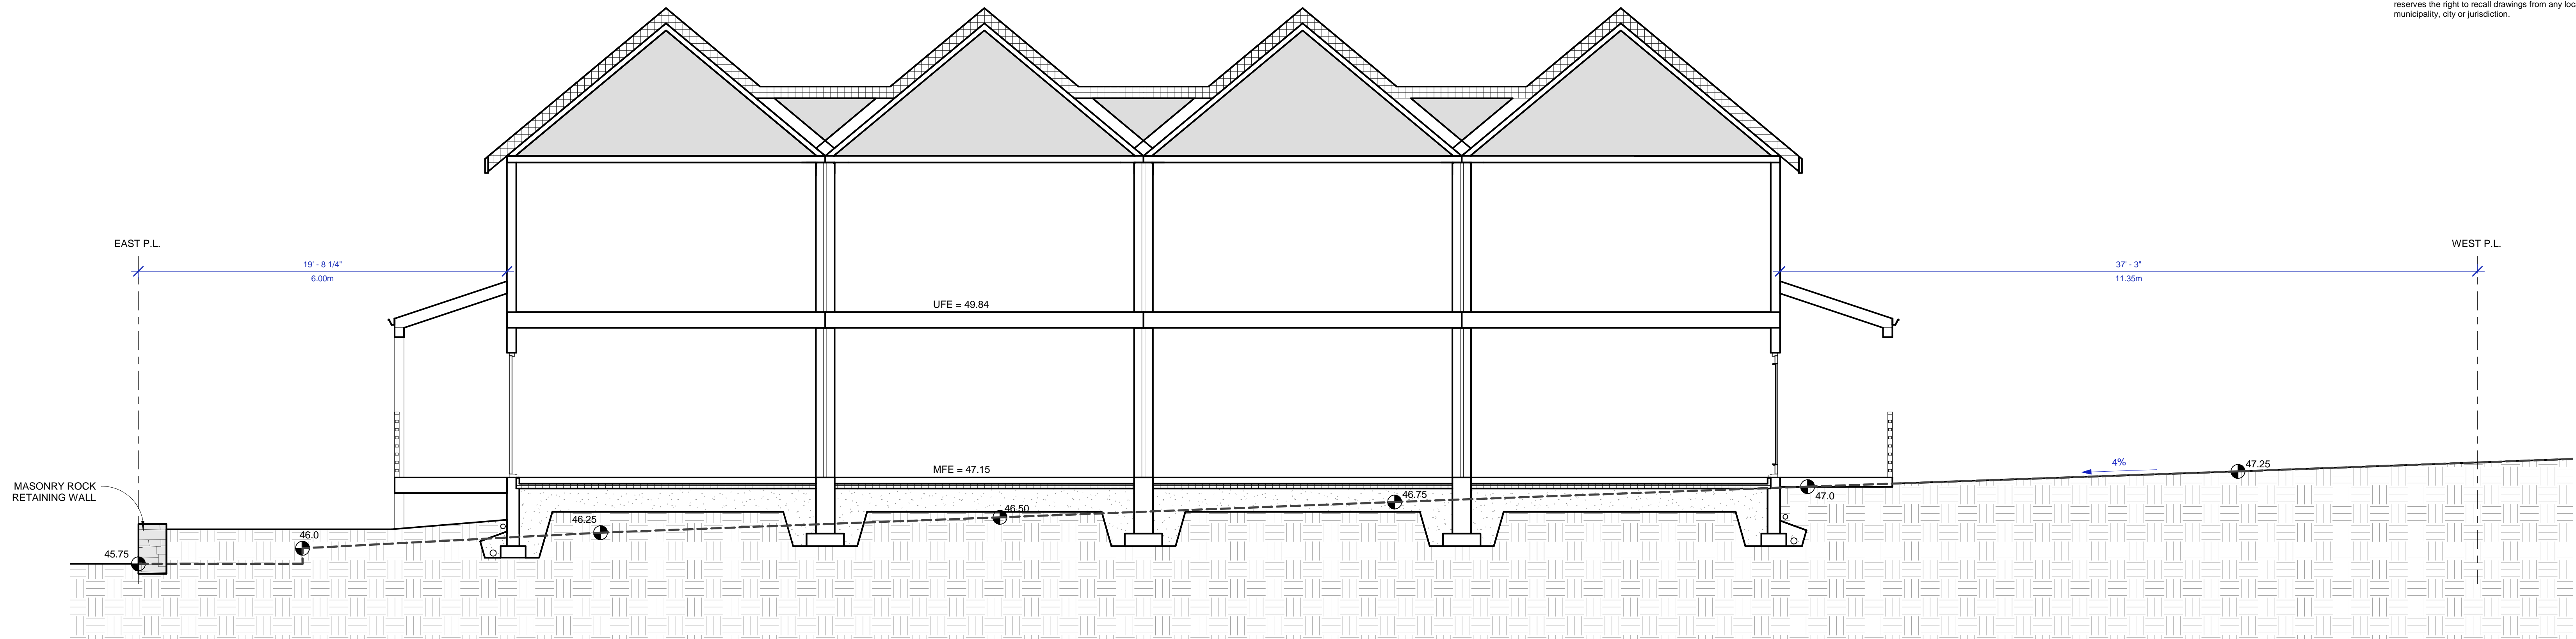 reserves the right to recall drawings from any loc
municipality, city or jurisdiction.
EAST P.L.
WEST P.L.
19' - 8 1/4"
6.00m
37' - 3"
11.35m
UFE = 49.84
MFE = 47.15
4%
47.25
MASONRY ROCK
RETAINING WALL
46.75
47.0
46.50
46.25
46.0
45.75